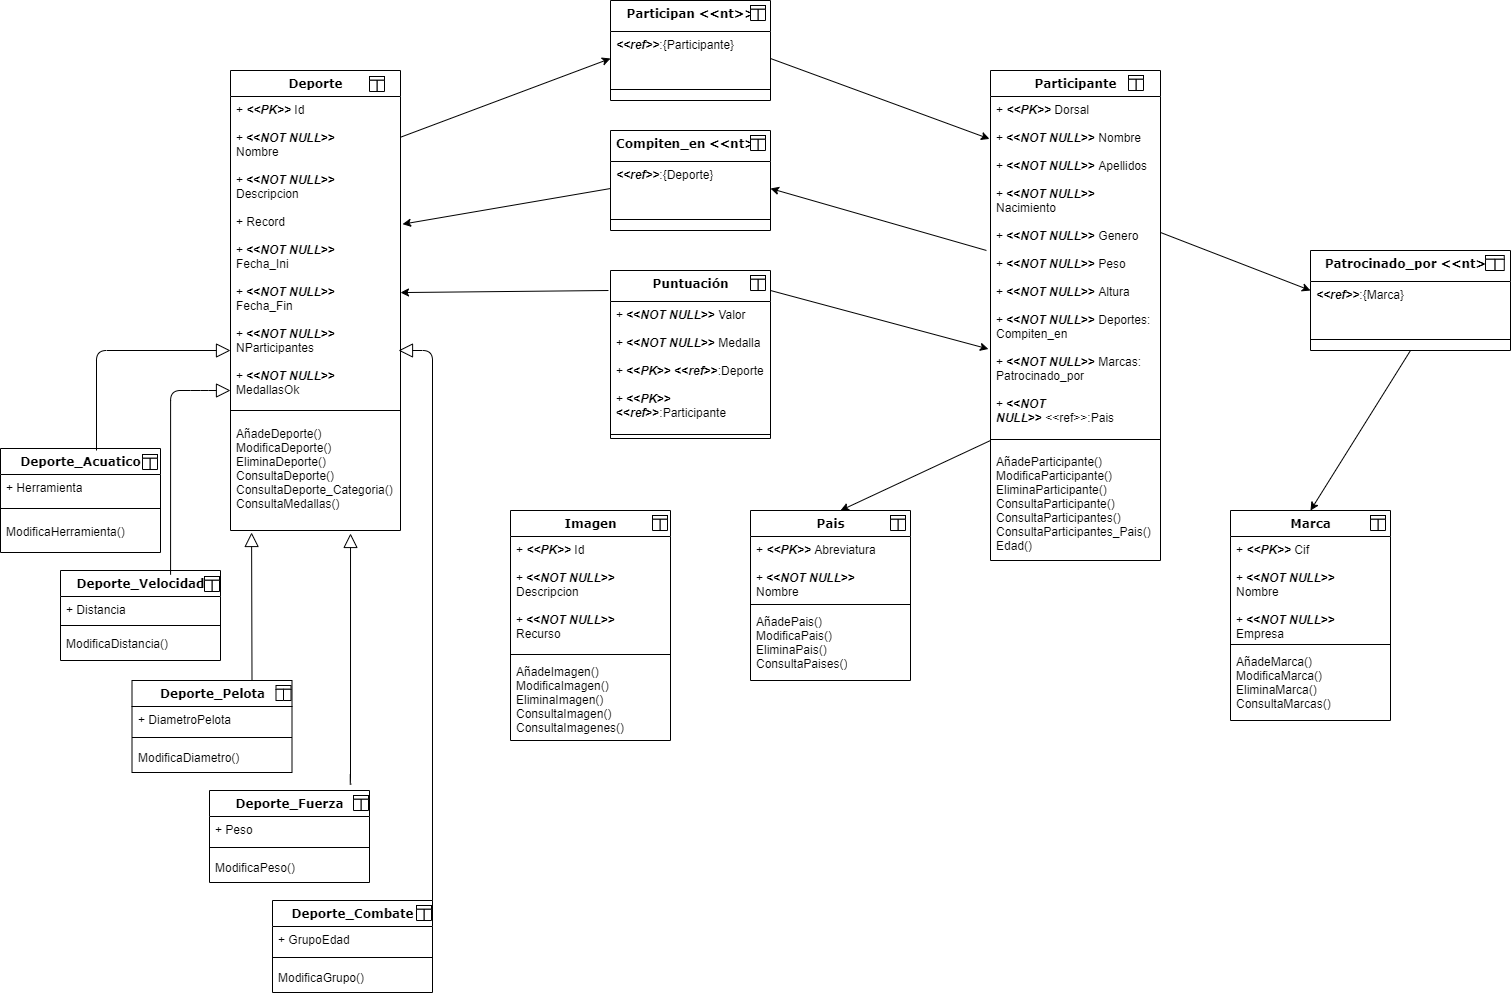 Participan <<nt>>
<<ref>>:{Participante}
Deporte
+ <<PK>> Id
+ <<NOT NULL>>
Nombre
+ <<NOT NULL>>
Descripcion
+ Record
+ <<NOT NULL>>
Fecha_Ini
+ <<NOT NULL>>
Fecha_Fin
+ <<NOT NULL>>
NParticipantes
+ <<NOT NULL>>
MedallasOk
AñadeDeporte()
ModificaDeporte()
EliminaDeporte()
ConsultaDeporte()
ConsultaDeporte_Categoria()
ConsultaMedallas()
Compiten_en <<nt>
<<ref>>:{Deporte}
Puntuación
+ <<NOT NULL>> Valor
+ <<NOT NULL>> Medalla
+ <<PK>> <<ref>>:Deporte
+ <<PK>>
<<ref>>:Participante
Participante
+ <<PK>> Dorsal
+ <<NOT NULL>> Nombre
+ <<NOT NULL>> Apellidos
+ <<NOT NULL>>
Nacimiento
+ <<NOT NULL>> Genero
+ <<NOT NULL>> Peso
+ <<NOT NULL>> Altura
+ <<NOT NULL>> Deportes:
Compiten_en
+ <<NOT NULL>> Marcas:
Patrocinado_por
+ <<NOT
NULL>> <<ref>>:Pais
AñadeParticipante()
ModificaParticipante()
EliminaParticipante()
ConsultaParticipante()
ConsultaParticipantes()
ConsultaParticipantes_Pais()
Edad()
Patrocinado_por <<nt>
<<ref>>:{Marca}
Deporte_Acuatico
+ Herramienta
ModificaHerramienta()
Deporte_Velocidad
+ Distancia
ModificaDistancia()
Deporte_Pelota
+ DiametroPelota
ModificaDiametro()
Deporte_Fuerza
+ Peso
ModificaPeso()
Deporte_Combate
+ GrupoEdad
ModificaGrupo()
Imagen
+ <<PK>> Id
+ <<NOT NULL>>
Descripcion
+ <<NOT NULL>>
Recurso
AñadeImagen()
ModificaImagen()
EliminaImagen()
ConsultaImagen()
ConsultaImagenes()
Pais
+ <<PK>> Abreviatura
+ <<NOT NULL>>
Nombre
AñadePais()
ModificaPais()
EliminaPais()
ConsultaPaises()
Marca
+ <<PK>> Cif
+ <<NOT NULL>>
Nombre
+ <<NOT NULL>>
Empresa
AñadeMarca()
ModificaMarca()
EliminaMarca()
ConsultaMarcas()